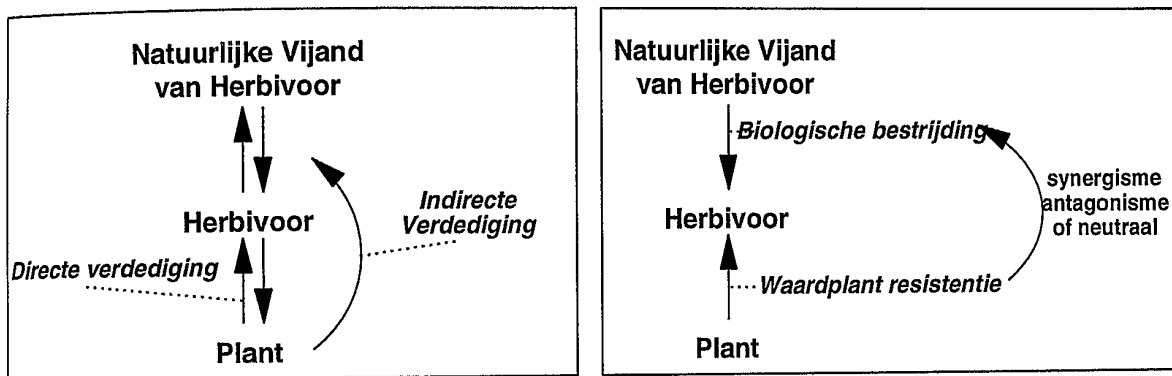 Natuurlijke Vijand
van Herbivoor
Indirecte
Verdediging
Herbivoor
Directe verdediging
Plant
Natuurlijke Vijand
van Herbivoor
Biologische bestrijding
synergisme
antagonisme
of neutraal
Herbivoor
Waardplant resistentie
Plant